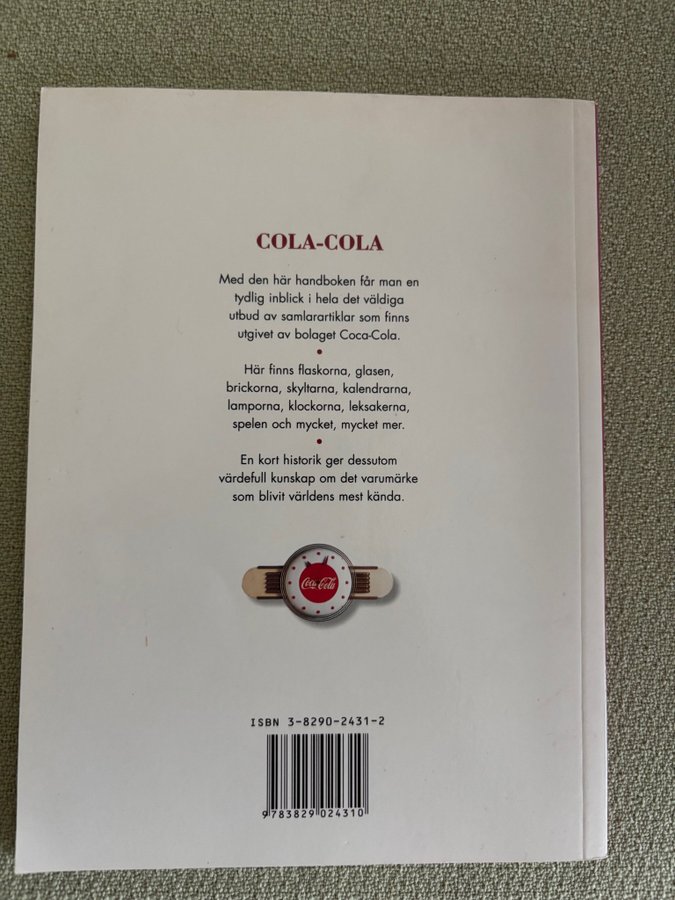 COLA-COLA
Med den här handboken får man en
tydlig inblick i hela det väldiga
utbud av samlarartiklar som finns
utgivet av bolaget Coca-Cola.
•
Här finns flaskorna, glasen,
brickorna, skyltarna, kalendrarna,
lamporna, klockorna, leksakerna,
spelen och mycket, mycket mer.
•
En kort historik ger dessutom
värdefull kunskap om det varumärke
som blivit världens mest kända.
Coca-Cola
ISBN 3-8290-2431-2
9783829024310